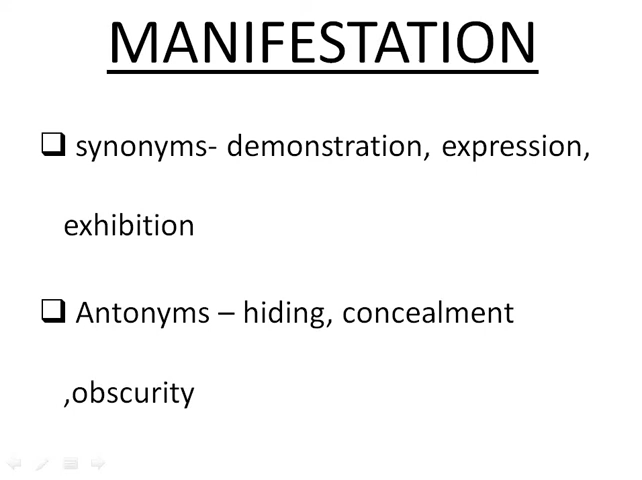 MANIFESTATION
synonyms- demonstration, expression,
exhibition
Antonyms – hiding, concealment
,obscurity